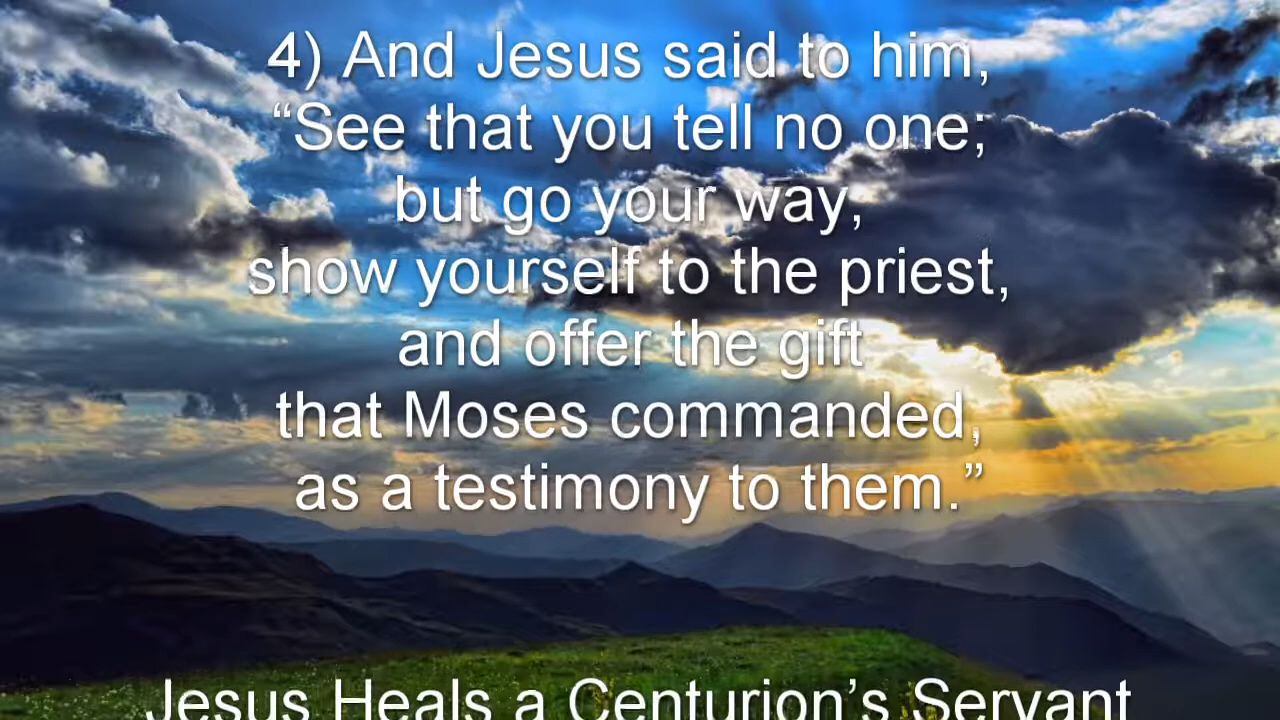 4) And Jesus said to him,
“See that you tell no one;
but go your way,
show yourself to the priest,
and offer the gift
that Moses commanded,
as a testimony to them.”
Jesus Heals a Centurion’s Servant